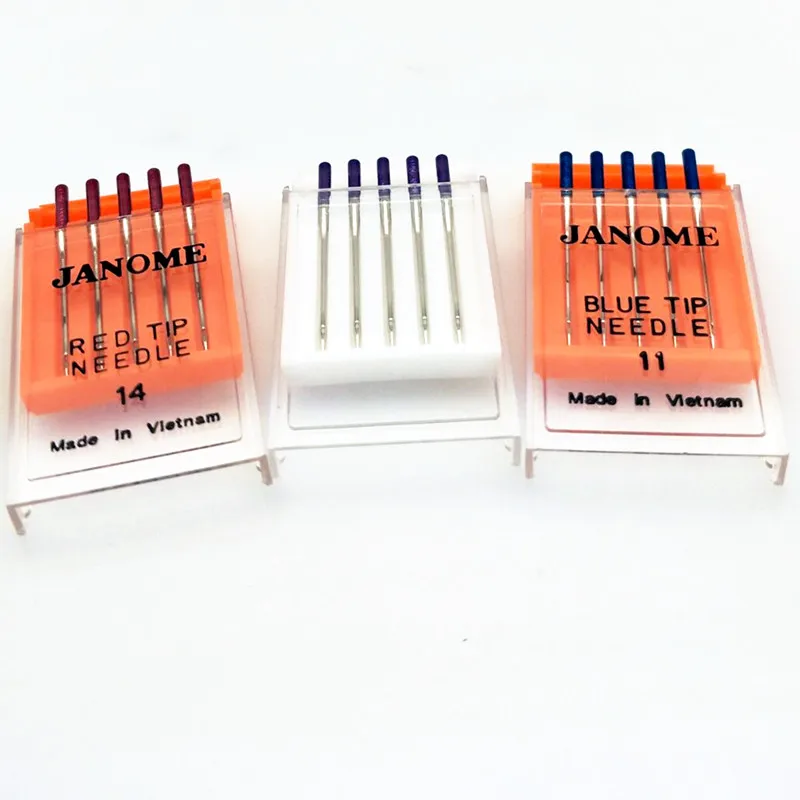 JANOME
RED TIP
NEEDLE
14
Made in Vietnam
JANOME
BLUE TIP
NEEDLE
11
Made in Vietnam